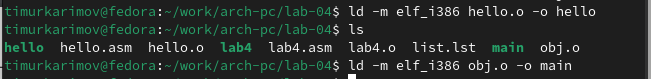 timurkarimov@fedora:~/work/arch-pc/lab-04$ ld -m elf_i386 hello.o -o hello
timurkarimov@fedora:~/work/arch-pc/lab-04$ ls
hello  hello.asm  hello.o  lab4  lab4.asm  lab4.o  list.lst  main  obj.o
timurkarimov@fedora:~/work/arch-pc/lab-04$ ld -m elf_i386 obj.o -o main